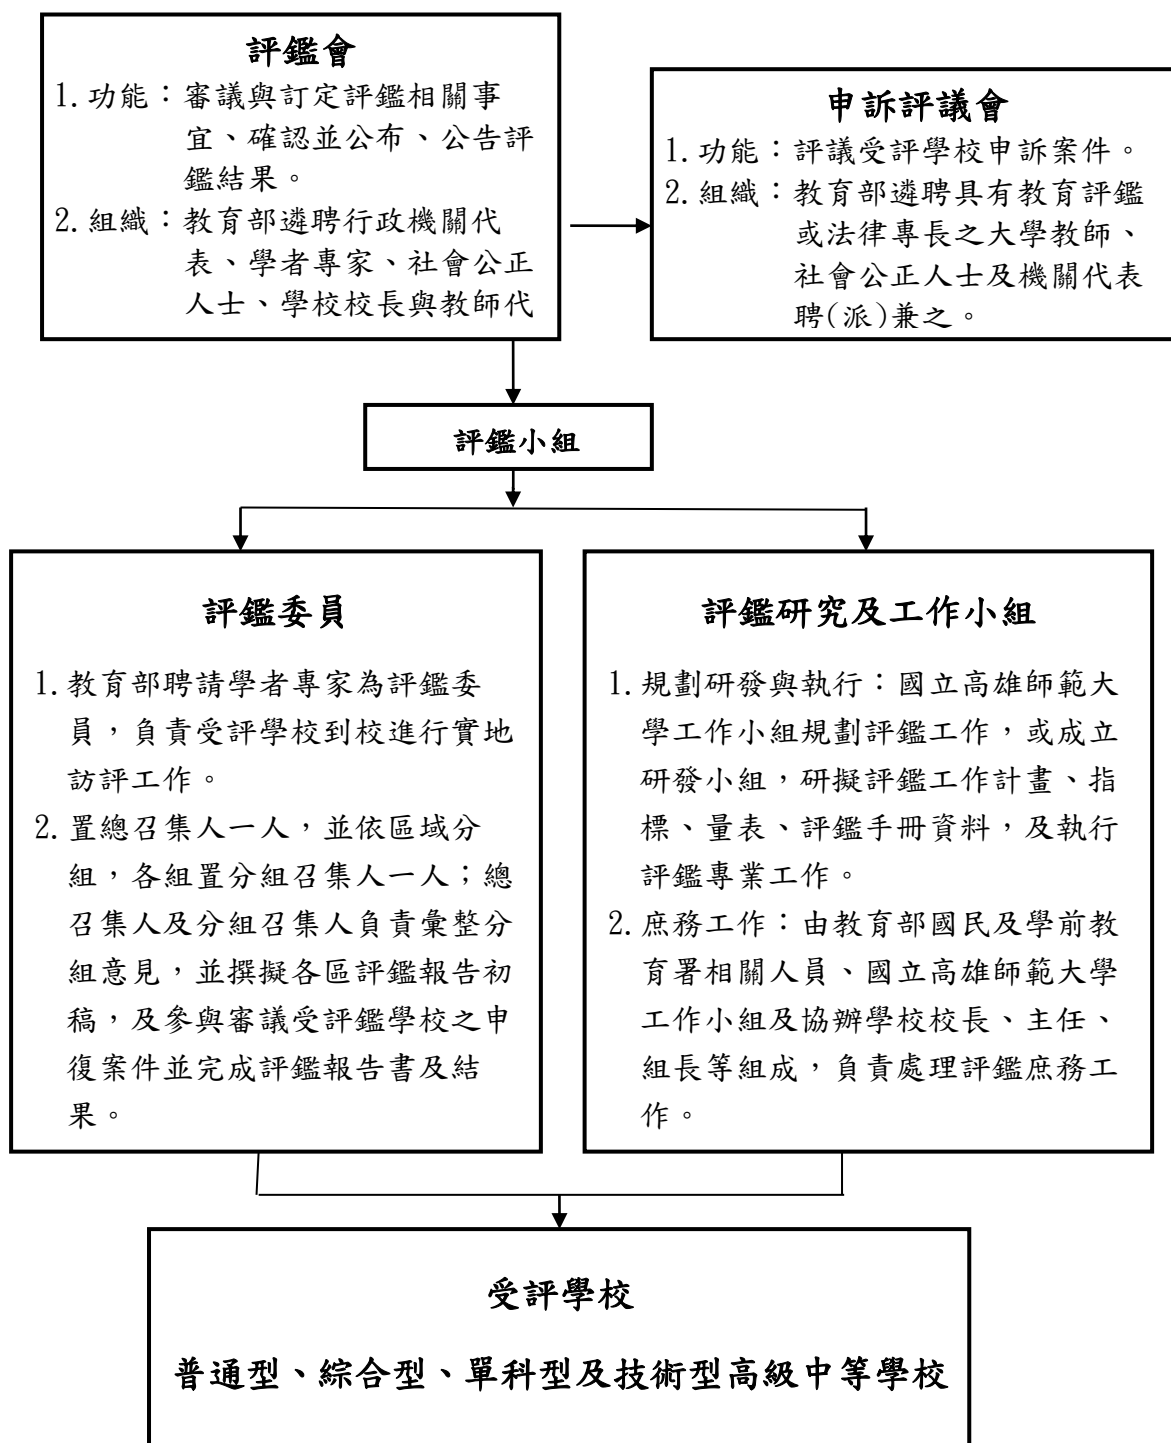 評鑑會
1.功能：審議與訂定評鑑相關事
宜、確認並公布、公告評
鑑結果。
2.組織：教育部遴聘行政機關代
表、學者專家、社會公正
人士、學校校長與教師代
申訴評議會
1.功能：評議受評學校申訴案件。
2.組織：教育部遴聘具有教育評鑑
或法律專長之大學教師、
社會公正人士及機關代表
聘(派)兼之。
評鑑小組
評鑑委員
1.教育部聘請學者專家為評鑑委
員，負責受評學校到校進行實地
訪評工作。
2.置總召集人一人，並依區域分
組，各組置分組召集人一人；總
召集人及分組召集人負責彙整分
組意見，並撰擬各區評鑑報告初
稿，及參與審議受評鑑學校之申
復案件並完成評鑑報告書及結
果。
評鑑研究及工作小組
1.規劃研發與執行：國立高雄師範大
學工作小組規劃評鑑工作，或成立
研發小組，研擬評鑑工作計畫、指
標、量表、評鑑手冊資料，及執行
評鑑專業工作。
2.庶務工作：由教育部國民及學前教
育署相關人員、國立高雄師範大學
工作小組及協辦學校校長、主任、
組長等組成，負責處理評鑑庶務工
作。
受評學校
普通型、綜合型、單科型及技術型高級中等學校